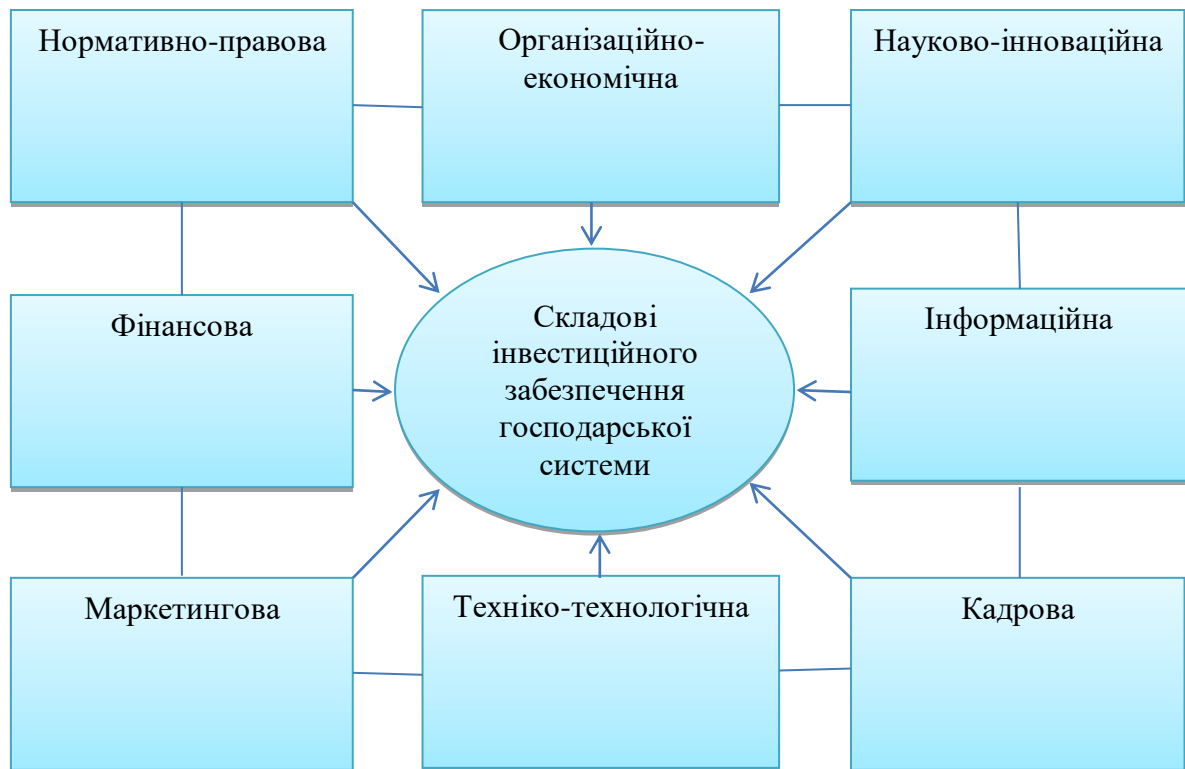 Нормативно-правова
Організаційно-
економічна
Науково-інноваційна
Фінансова
Складові
інвестиційного
забезпечення
господарської
системи
Інформаційна
Маркетингова
Техніко-технологічна
Кадрова